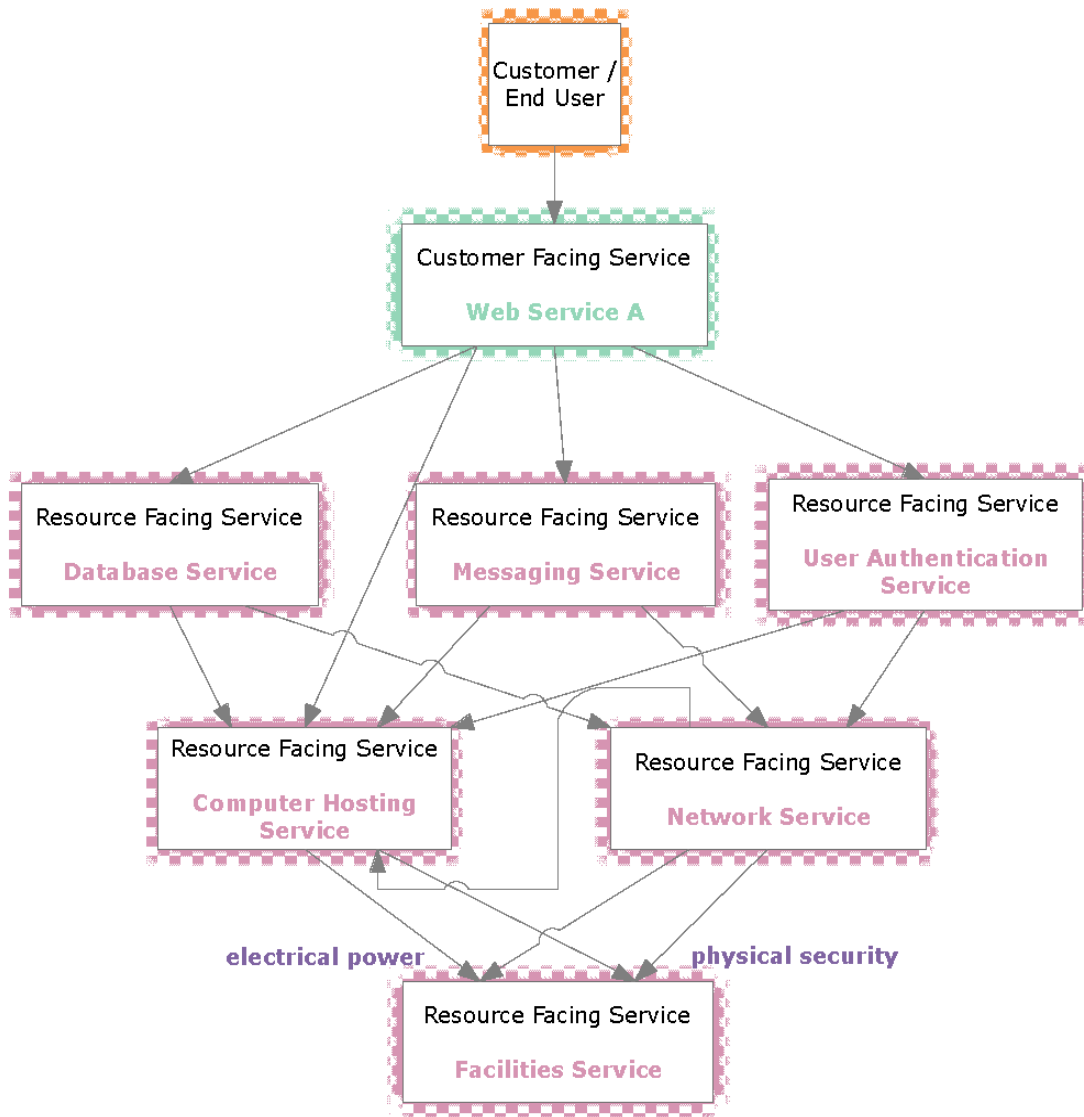 Customer /
End User
Customer Facing Service
Web Service A
Resource Facing Service
Database Service
Resource Facing Service
Messaging Service
Resource Facing Service
User Authentication
Service
Resource Facing Service
Computer Hosting
Service
Resource Facing Service
Network Service
electrical power
physical security
Resource Facing Service
Facilities Service